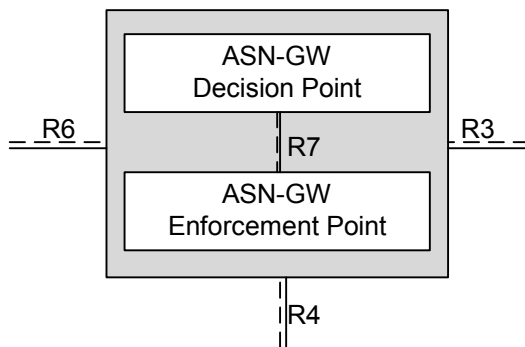 ASN-GW
Decision Point
R6
R3
R7
ASN-GW
Enforcement Point
R4